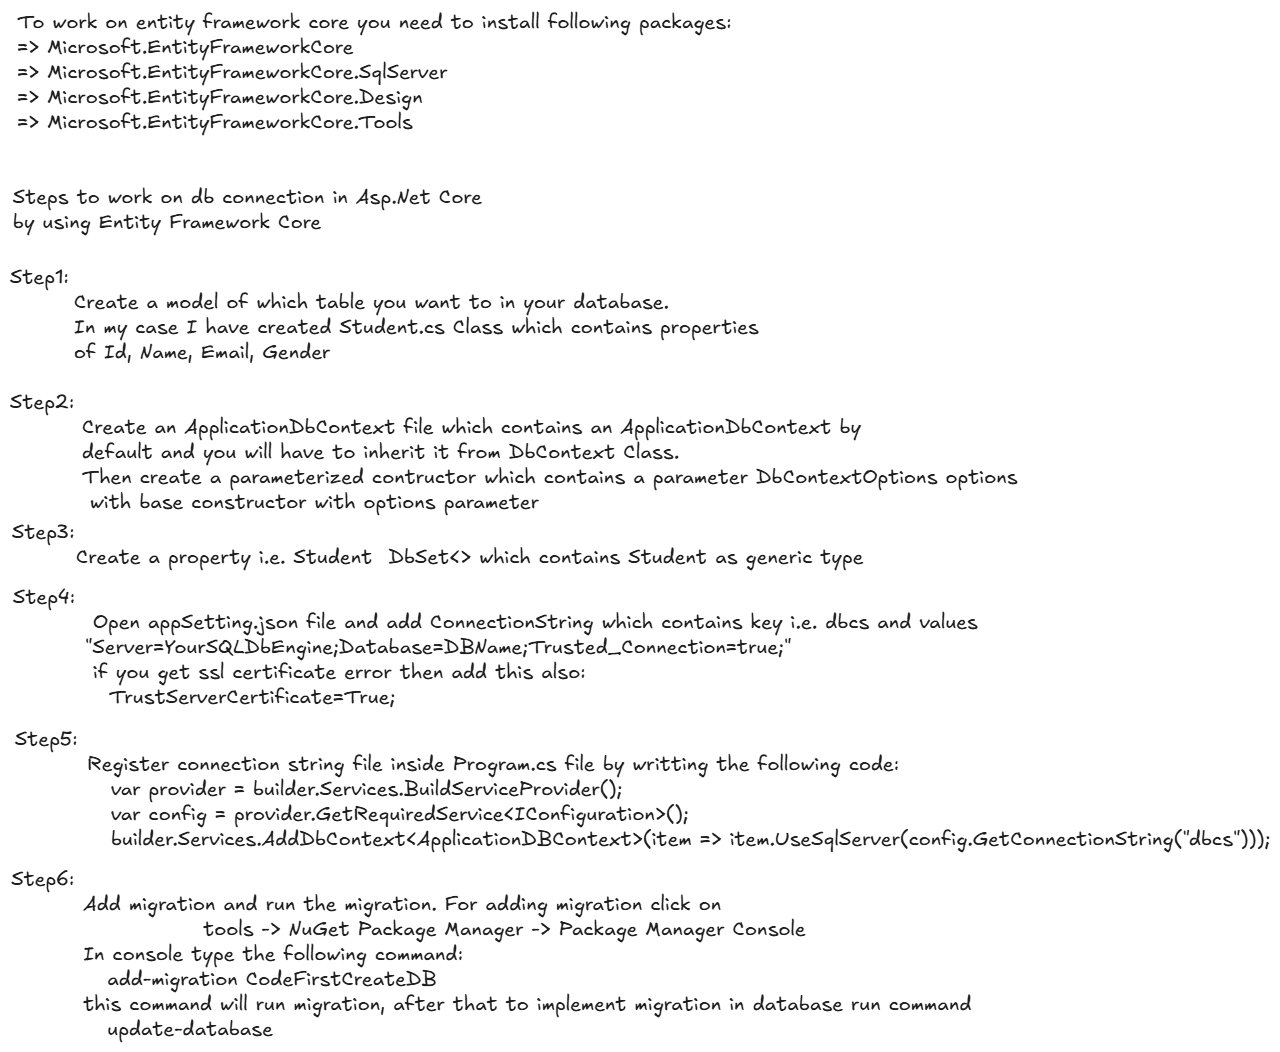 To work on entity framework core you need to install following packages:
=> Microsoft.EntityFrameworkCore
=> Microsoft.EntityFrameworkCore.SqlServer
=> Microsoft.EntityFrameworkCore.Design
=> Microsoft.EntityFrameworkCore.Tools
Steps to work on db connection in Asp.Net Core
by using Entity Framework Core
Step1:
Create a model of which table you want to in your database.
In my case I have created Student.cs Class which contains properties
of Id, Name, Email, Gender
Step2:
Create an ApplicationDbContext file which contains an ApplicationDbContext by
default and you will have to inherit it from DbContext Class.
Then create a parameterized contructor which contains a parameter DbContextOptions options
with base constructor with options parameter
Step3:
Create a property i.e. Student  DbSet<> which contains Student as generic type
Step4:
Open appSetting.json file and add ConnectionString which contains key i.e. dbcs and values
"Server=YourSQLDbEngine;Database=DBName;Trusted_Connection=true;"
if you get ssl certificate error then add this also:
TrustServerCertificate=True;
Step5:
Register connection string file inside Program.cs file by writting the following code:
var provider = builder.Services.BuildServiceProvider();
var config = provider.GetRequiredService<IConfiguration>();
builder.Services.AddDbContext<ApplicationDBContext>(item => item.UseSqlServer(config.GetConnectionString("dbcs")));
Step6:
Add migration and run the migration. For adding migration click on
tools -> NuGet Package Manager -> Package Manager Console
In console type the following command:
add-migration CodeFirstCreateDB
this command will run migration, after that to implement migration in database run command
update-database